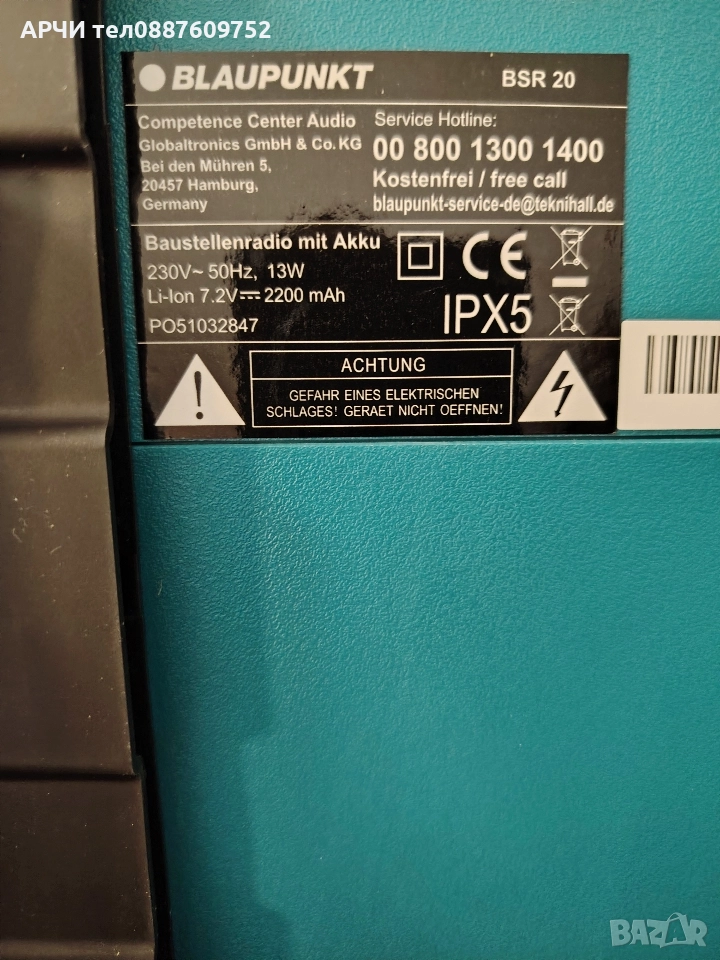 АРЧИ тел0887609752
BLAUPUNKT BSR 20
Competence Center Audio
Globaltronics GmbH & Co. KG
Bei den Mühren 5,
20457 Hamburg,
Germany
Service Hotline:
00 800 1300 1400
Kostenfrei / free call
blaupunkt-service-de@teknihall.de
Baustellenradio mit Akku
230V~ 50Hz, 13W
Li-Ion 7.2V⎓ 2200 mAh
PO51032847
CE
IPX5
ACHTUNG
GEFAHR EINES ELEKTRISCHEN
SCHLAGES! GERAET NICHT OEFFNEN!
BAZAR